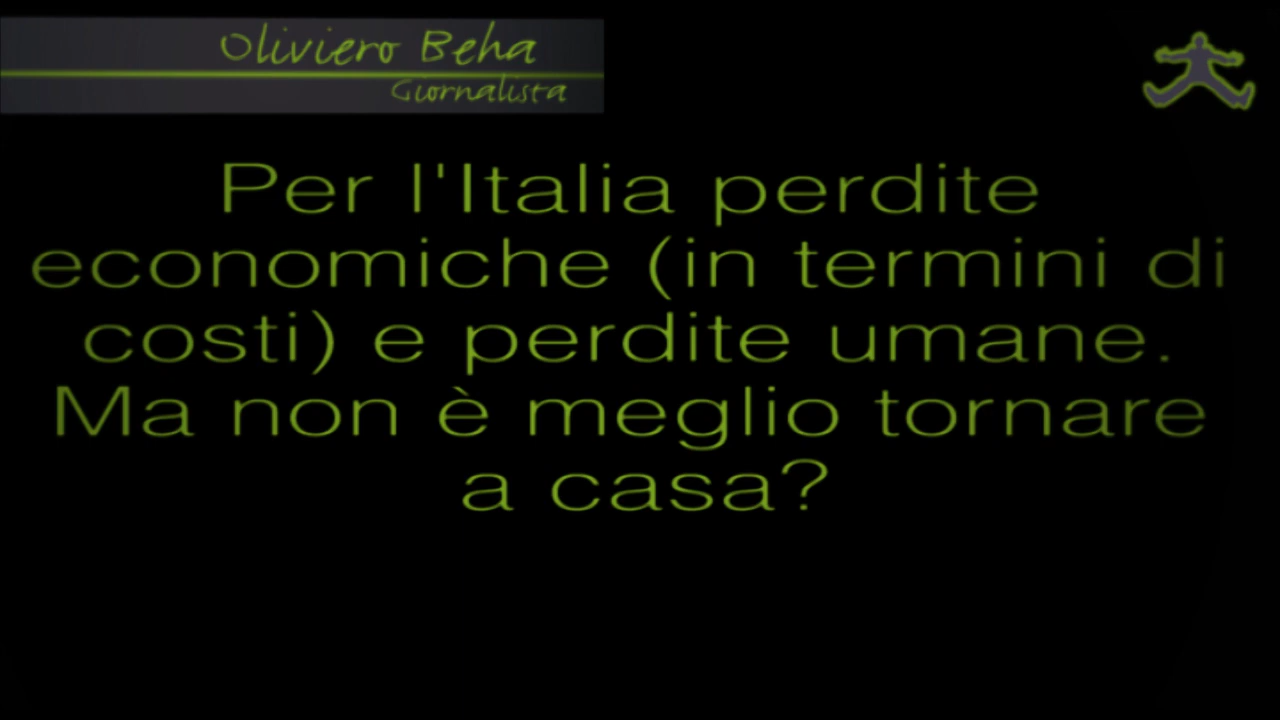 Oliviero Beha
Giornalista
Per l'Italia perdite
economiche (in termini di
costi) e perdite umane.
Ma non è meglio tornare
a casa?